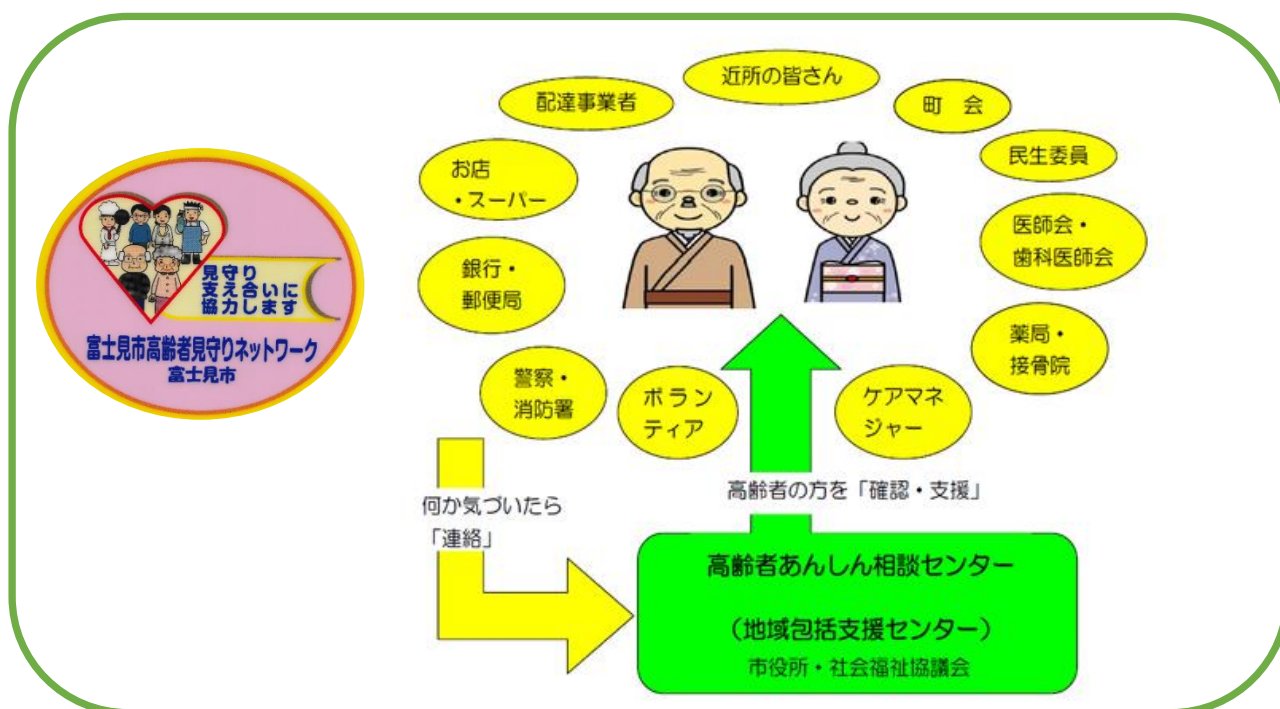 近所の皆さん
配達事業者
町　会
お店
・スーパー
民生委員
医師会・
歯科医師会
銀行・
郵便局
薬局・
接骨院
警察・
消防署
ボラン
ティア
ケアマネ
ジャー
見守り
支え合いに
協力します
富士見市高齢者見守りネットワーク
富士見市
何か気づいたら
「連絡」
高齢者の方を「確認・支援」
高齢者あんしん相談センター
（地域包括支援センター）
市役所・社会福祉協議会